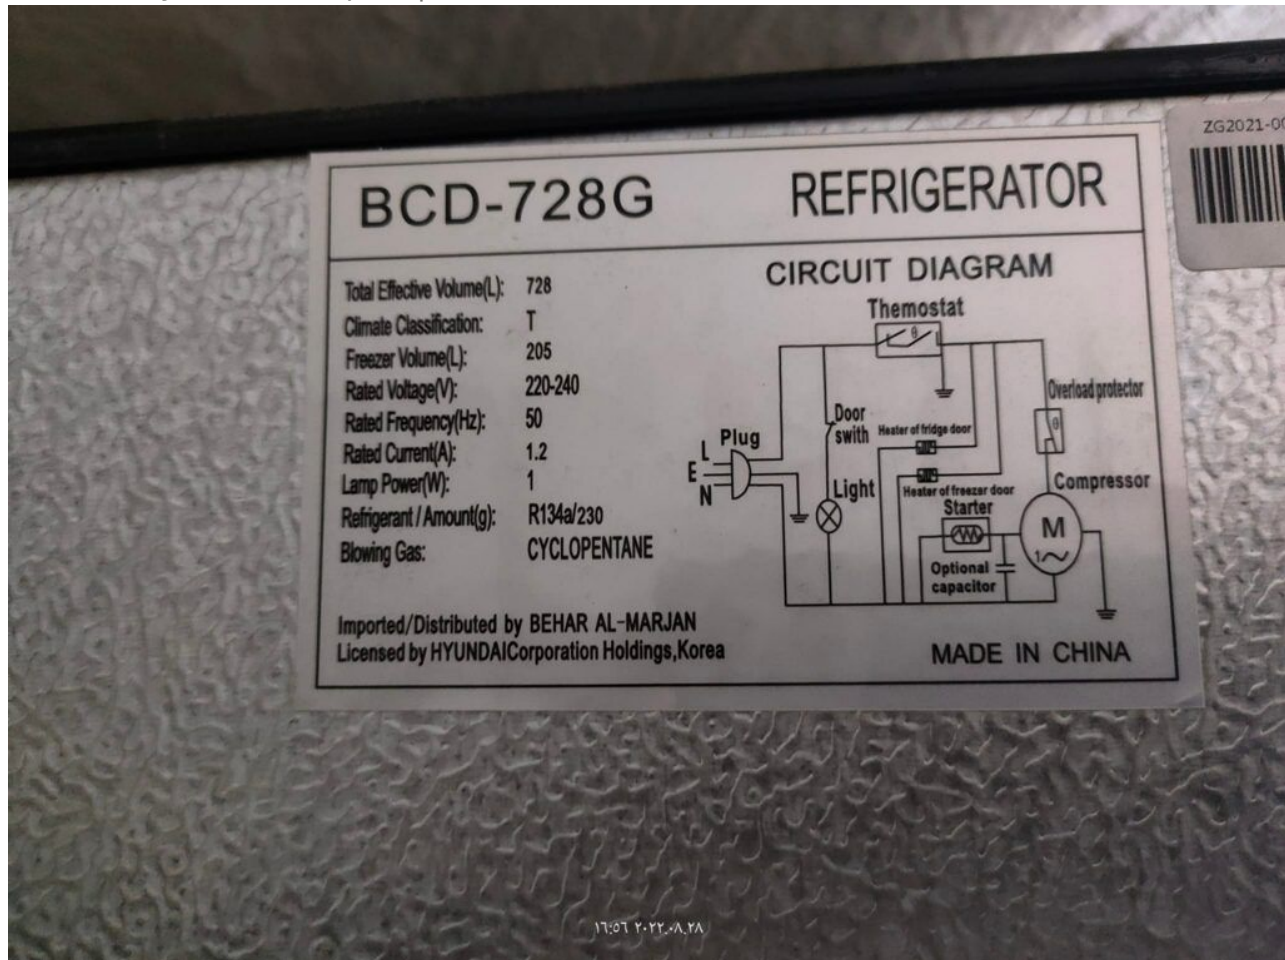 ZG2021-00
BCD-728G REFRIGERATOR
Total Effective Volume(L): 728
Climate Classification: T
Freezer Volume(L): 205
Rated Voltage(V): 220-240
Rated Frequency(Hz): 50
Rated Current(A): 1.2
Lamp Power(W): 1
Refrigerant / Amount(g): R134a/230
Blowing Gas: CYCLOPENTANE
Imported/Distributed by BEHAR AL-MARJAN
Licensed by HYUNDAICorporation Holdings,Korea
CIRCUIT DIAGRAM
Themostat
θ
Overload protector
θ
Door
swith
Heater of fridge door
Plug
L
E
N
Light
Heater of freezer door
Compressor
Starter
M
1~
Optional
capacitor
MADE IN CHINA
١٦:٥٦ ٢٠٢٢.٠٨.٢٨